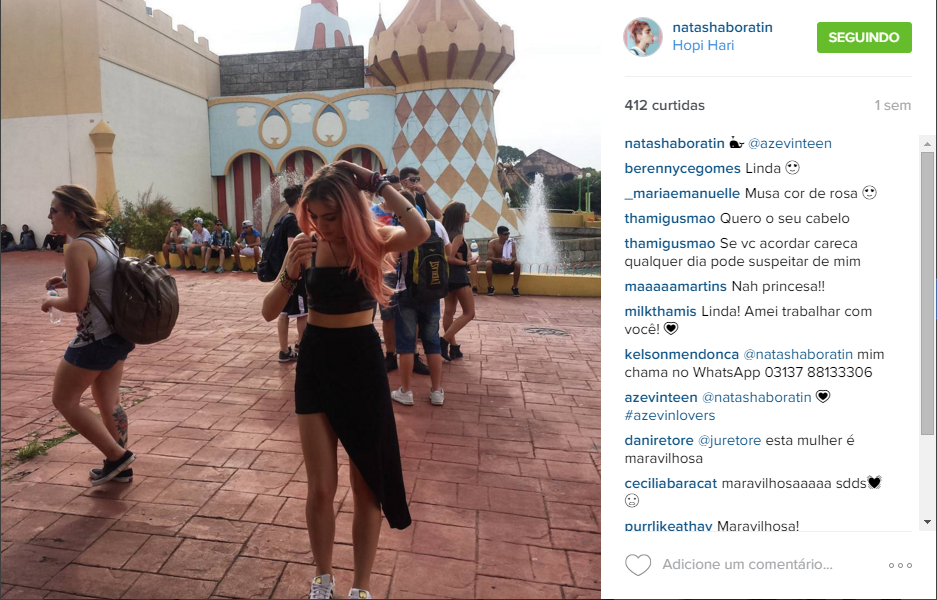 natashaboratin
Hopi Hari
SEGUINDO
412 curtidas
1 sem
natashaboratin @azevinteen
berennycegomes Linda
_mariaemanuelle Musa cor de rosa
thamigusmao Quero o seu cabelo
thamigusmao Se vc acordar careca
qualquer dia pode suspeitar de mim
maaaaamartins Nah princesa!!
milkthamis Linda! Amei trabalhar com
você!
kelsonmendonca @natashaboratin mim
chama no WhatsApp 03137 88133306
azevinteen @natashaboratin
#azevinlovers
daniretore @juretore esta mulher é
maravilhosa
ceciliabaracat maravilhosaaaaa sdds
purrlikeathay Maravilhosa!
Adicione um comentário...